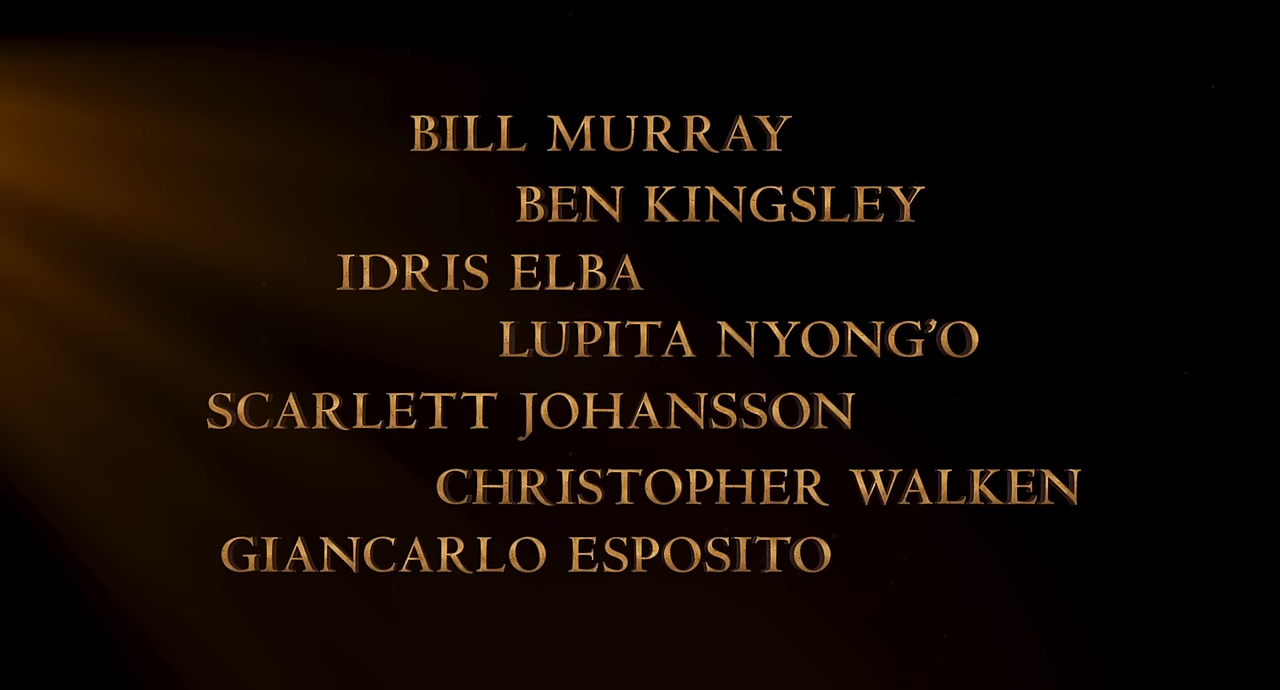 BILL MURRAY
BEN KINGSLEY
IDRIS ELBA
LUPITA NYONG’O
SCARLETT JOHANSSON
CHRISTOPHER WALKEN
GIANCARLO ESPOSITO